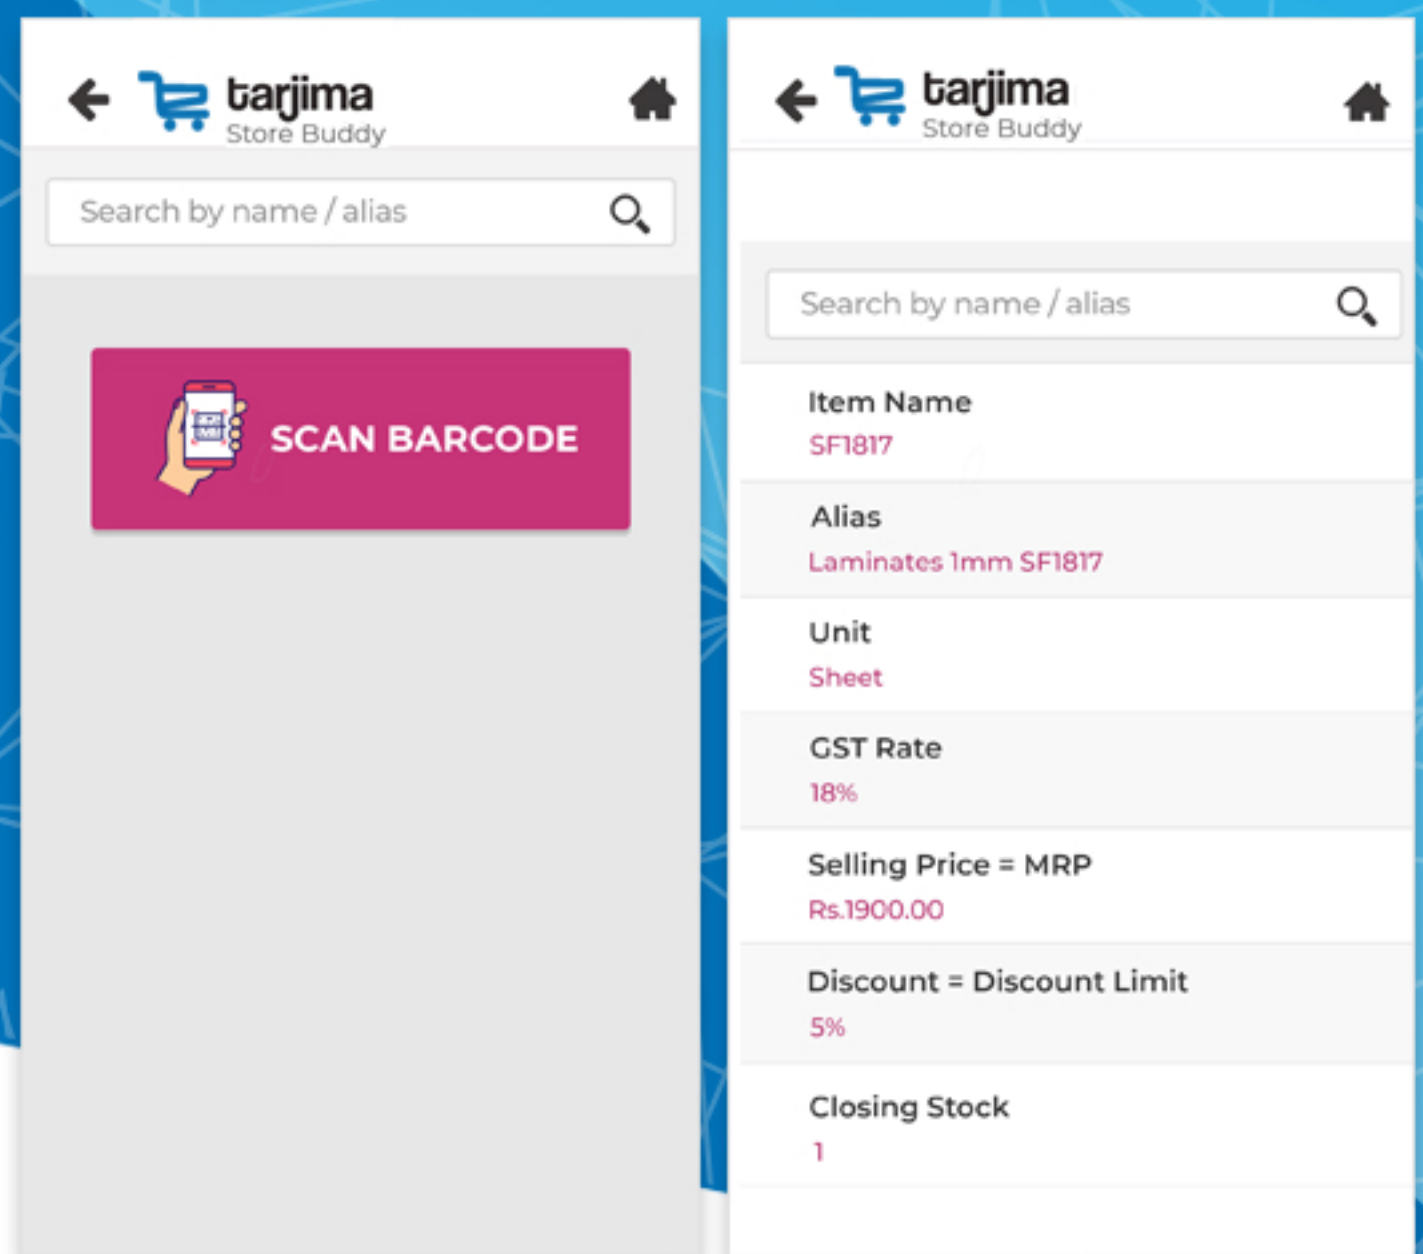 tarjima
Store Buddy
Search by name / alias
SCAN BARCODE
tarjima
Store Buddy
Search by name / alias
Item Name
SF1817
Alias
Laminates 1mm SF1817
Unit
Sheet
GST Rate
18%
Selling Price = MRP
Rs.1900.00
Discount = Discount Limit
5%
Closing Stock
1